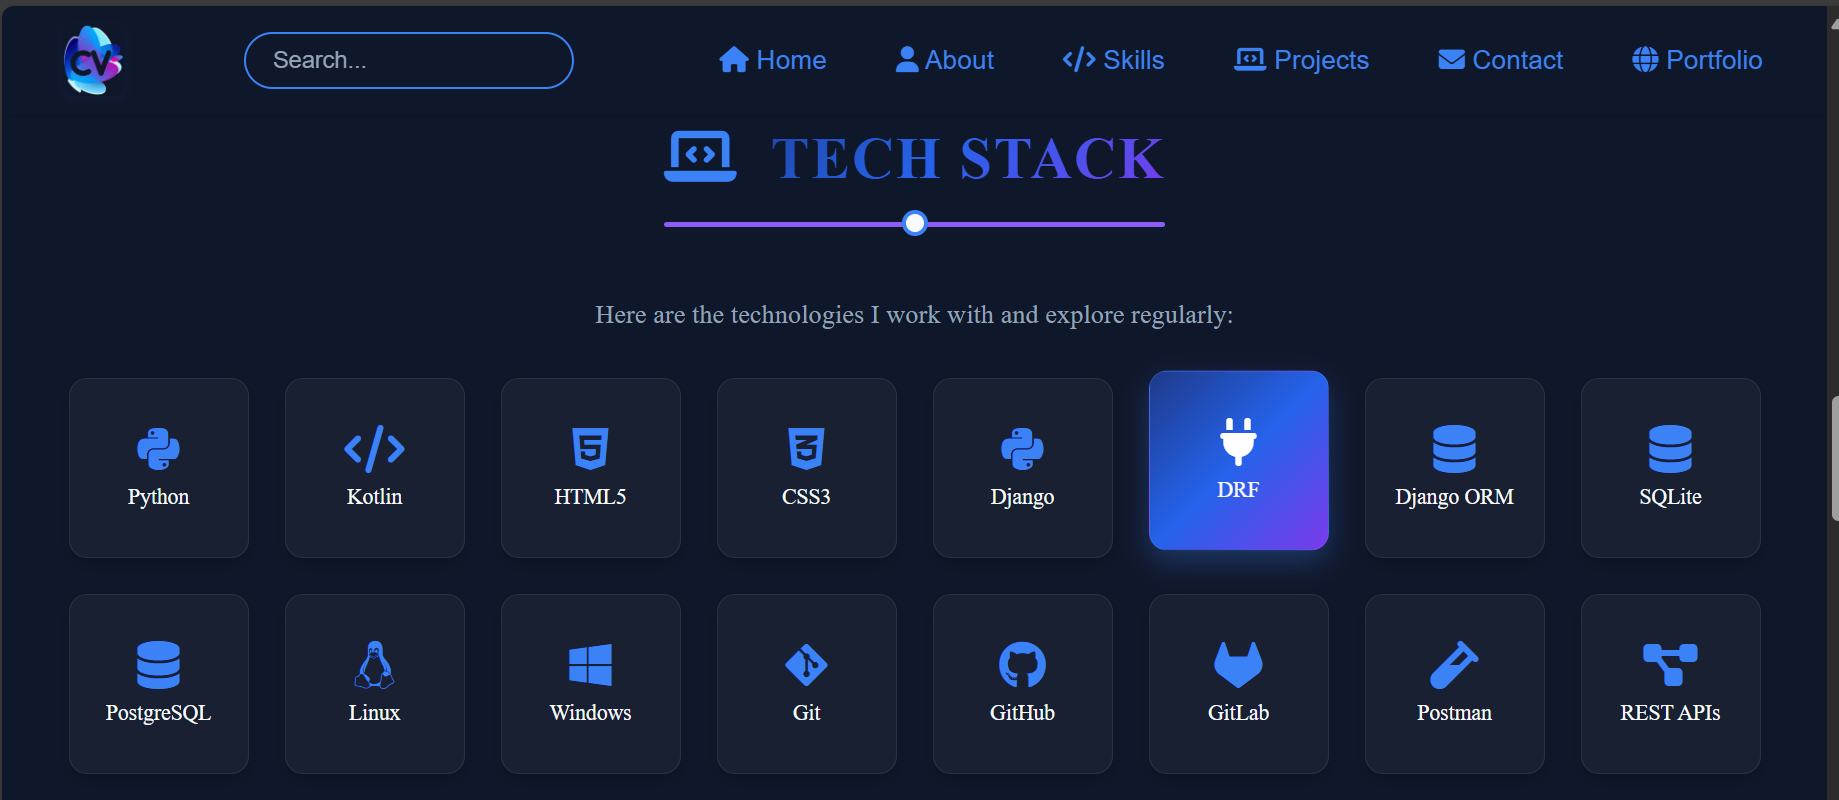 CV
Search...
Home
About
Skills
Projects
Contact
Portfolio
TECH STACK
Here are the technologies I work with and explore regularly:
Python
Kotlin
HTML5
CSS3
Django
DRF
Django ORM
SQLite
PostgreSQL
Linux
Windows
Git
GitHub
GitLab
Postman
REST APIs